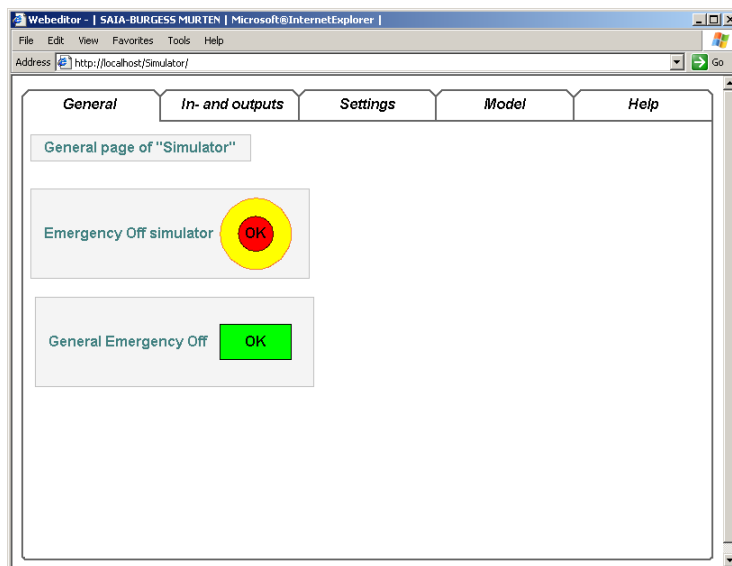 Webeditor - | SAIA-BURGESS MURTEN | Microsoft®InternetExplorer |
File Edit View Favorites Tools Help
Address http://localhost/Simulator/ Go
General In- and outputs Settings Model Help
General page of "Simulator"
Emergency Off simulator OK
General Emergency Off OK